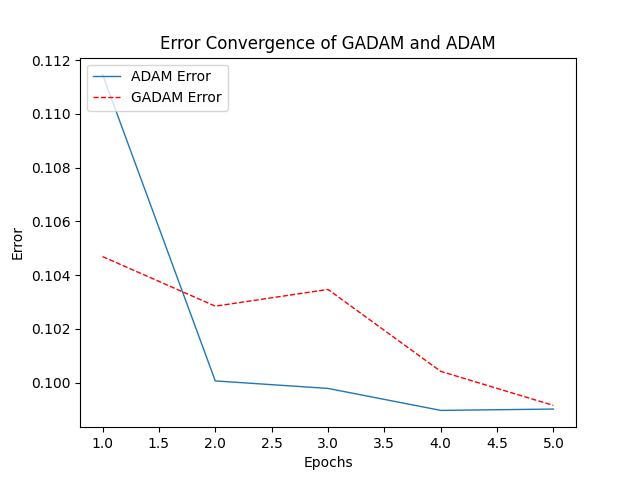 Error Convergence of GADAM and ADAM
ADAM Error
GADAM Error
Error
0.112
0.110
0.108
0.106
0.104
0.102
0.100
1.0 1.5 2.0 2.5 3.0 3.5 4.0 4.5 5.0
Epochs